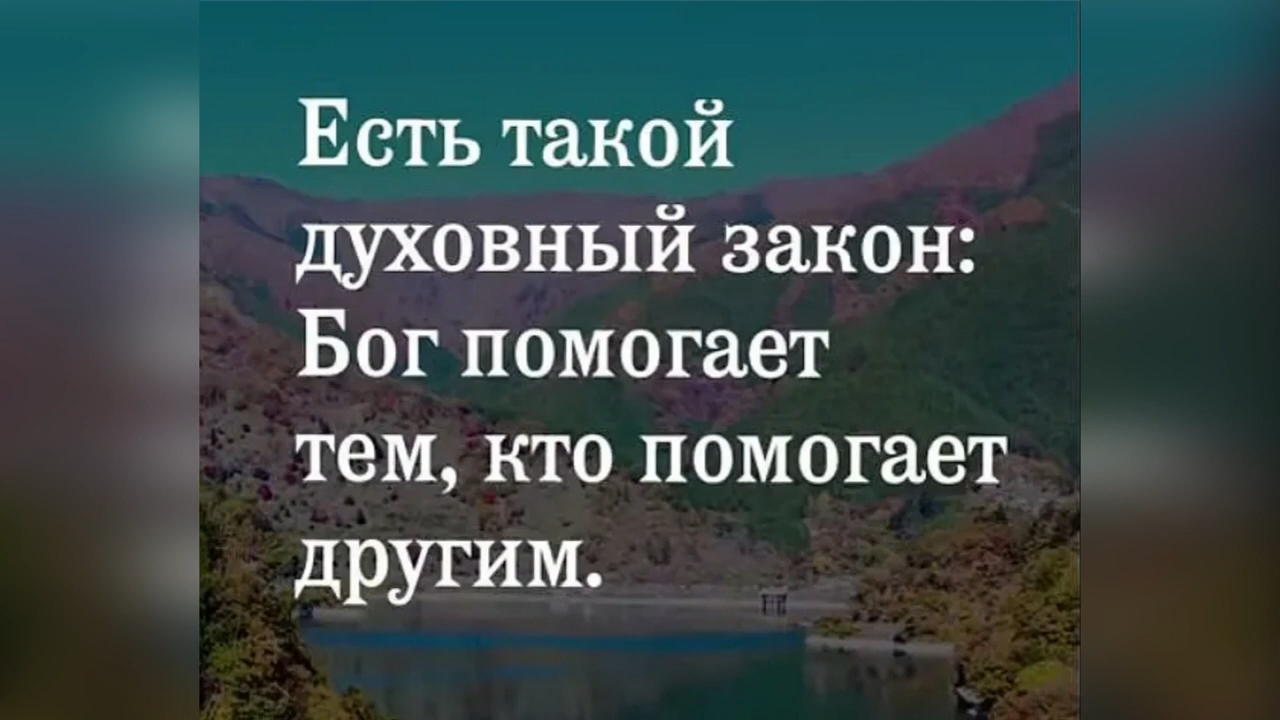 Есть такой
духовный закон:
Бог помогает
тем, кто помогает
другим.